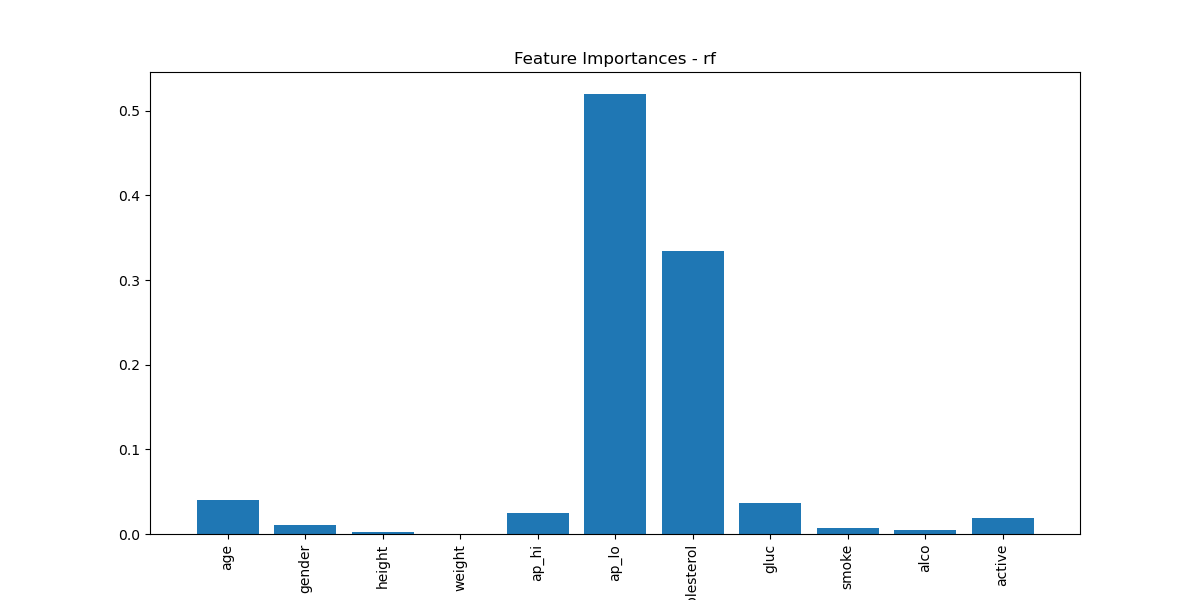 Feature Importances - rf
0.5
0.4
0.3
0.2
0.1
0.0
age
gender
height
weight
ap_hi
ap_lo
olesterol
gluc
smoke
alco
active